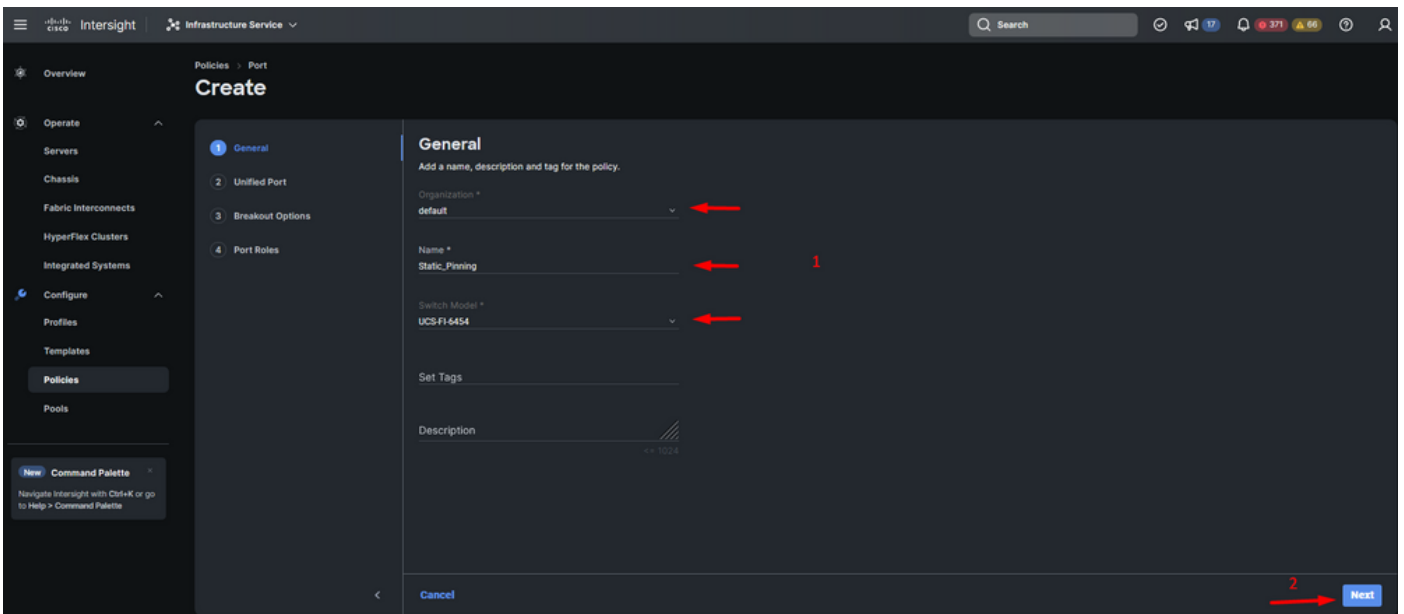 cisco Intersight Infrastructure Service Search 17 371 66
Overview
Operate
Servers
Chassis
Fabric Interconnects
HyperFlex Clusters
Integrated Systems
Configure
Profiles
Templates
Policies
Pools
New Command Palette ×
Navigate Intersight with Ctrl+K or go
to Help > Command Palette
Policies > Port
Create
1 General
2 Unified Port
3 Breakout Options
4 Port Roles
General
Add a name, description and tag for the policy.
Organization *
default
Name *
Static_Pinning
1
Switch Model *
UCS-FI-6454
Set Tags
Description
<= 1024
Cancel
2
Next